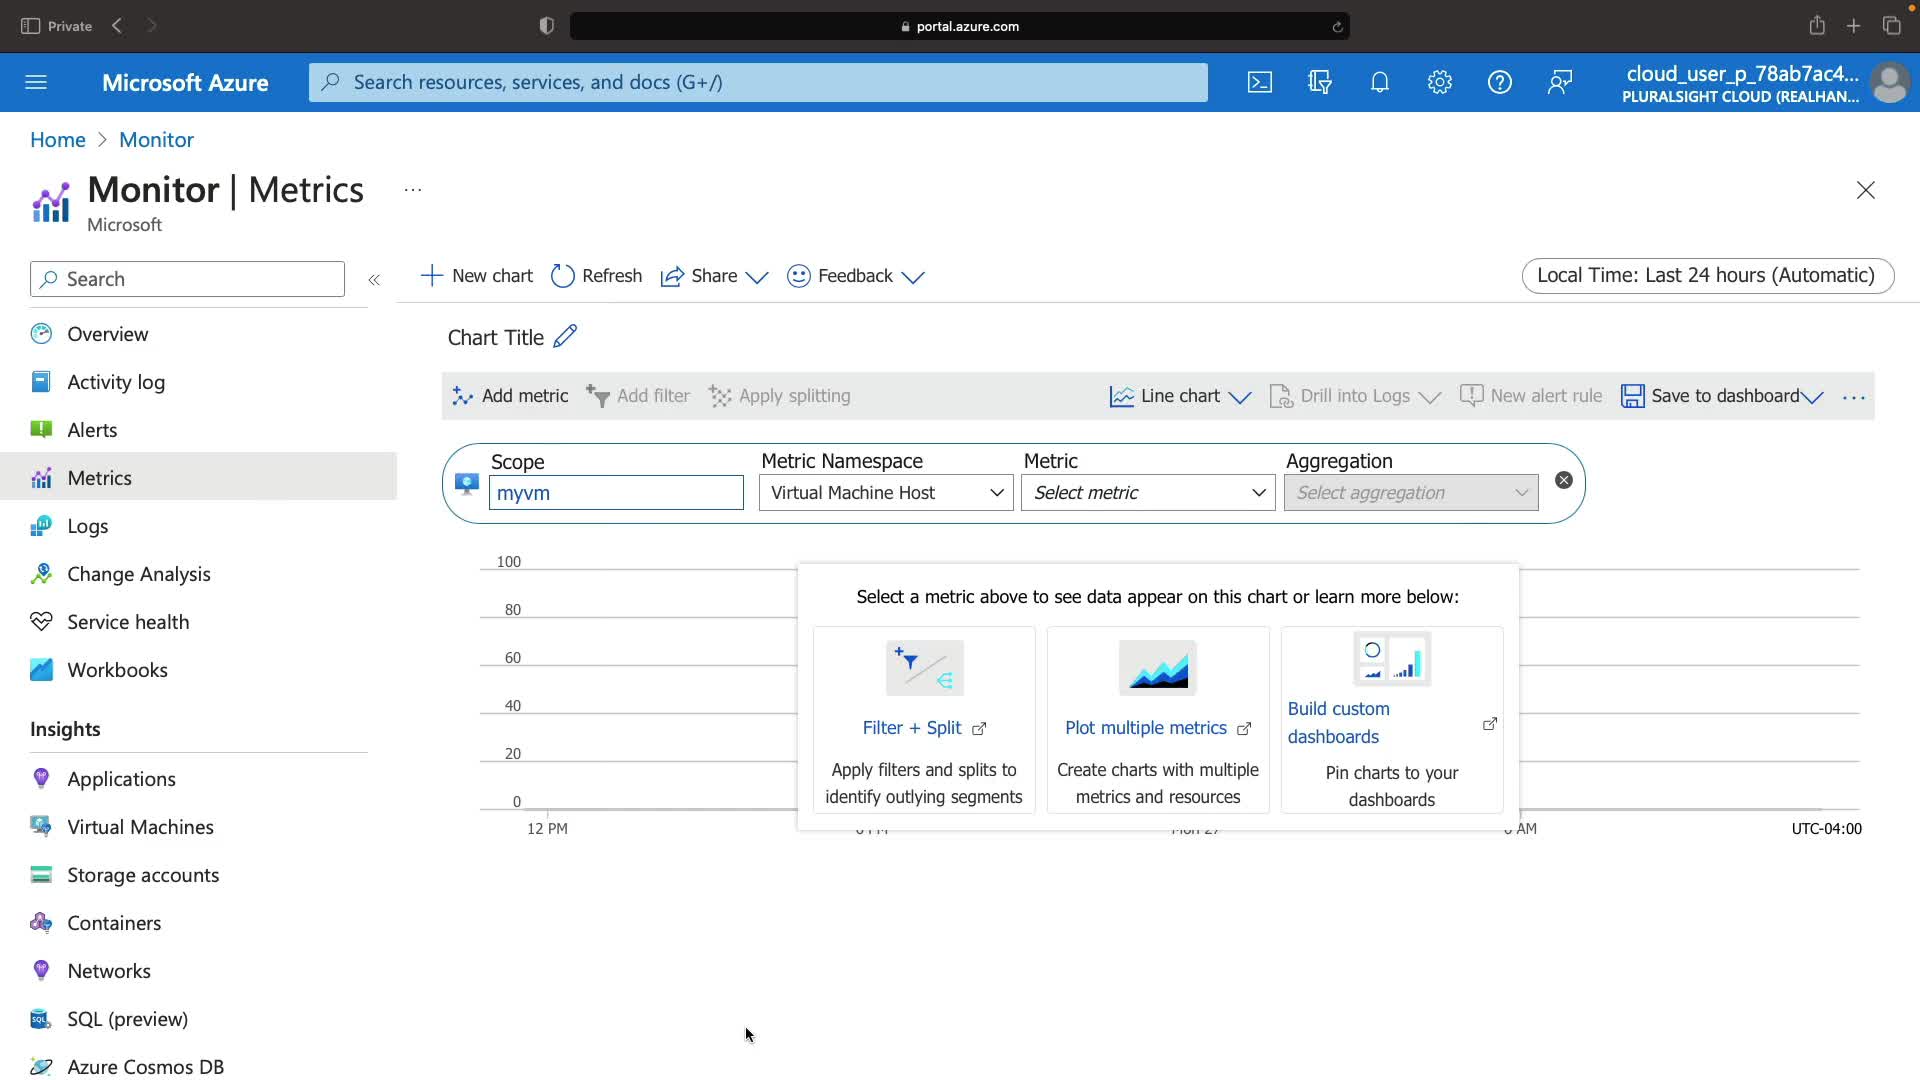 Private
portal.azure.com
Microsoft Azure
Search resources, services, and docs (G+/)
cloud_user_p_78ab7ac4...
PLURALSIGHT CLOUD (REALHAN...
Home > Monitor
Monitor | Metrics ...
Microsoft
Search
«
New chart
Refresh
Share
Feedback
Local Time: Last 24 hours (Automatic)
Overview
Activity log
Alerts
Metrics
Logs
Change Analysis
Service health
Workbooks
Insights
Applications
Virtual Machines
Storage accounts
Containers
Networks
SQL (preview)
Azure Cosmos DB
Chart Title
Add metric
Add filter
Apply splitting
Line chart
Drill into Logs
New alert rule
Save to dashboard
...
Scope
myvm
Metric Namespace
Virtual Machine Host
Metric
Select metric
Aggregation
Select aggregation
100
80
60
40
20
0
Select a metric above to see data appear on this chart or learn more below:
Filter + Split
Apply filters and splits to
identify outlying segments
Plot multiple metrics
Create charts with multiple
metrics and resources
Build custom
dashboards
Pin charts to your
dashboards
12 PM
AM
UTC-04:00